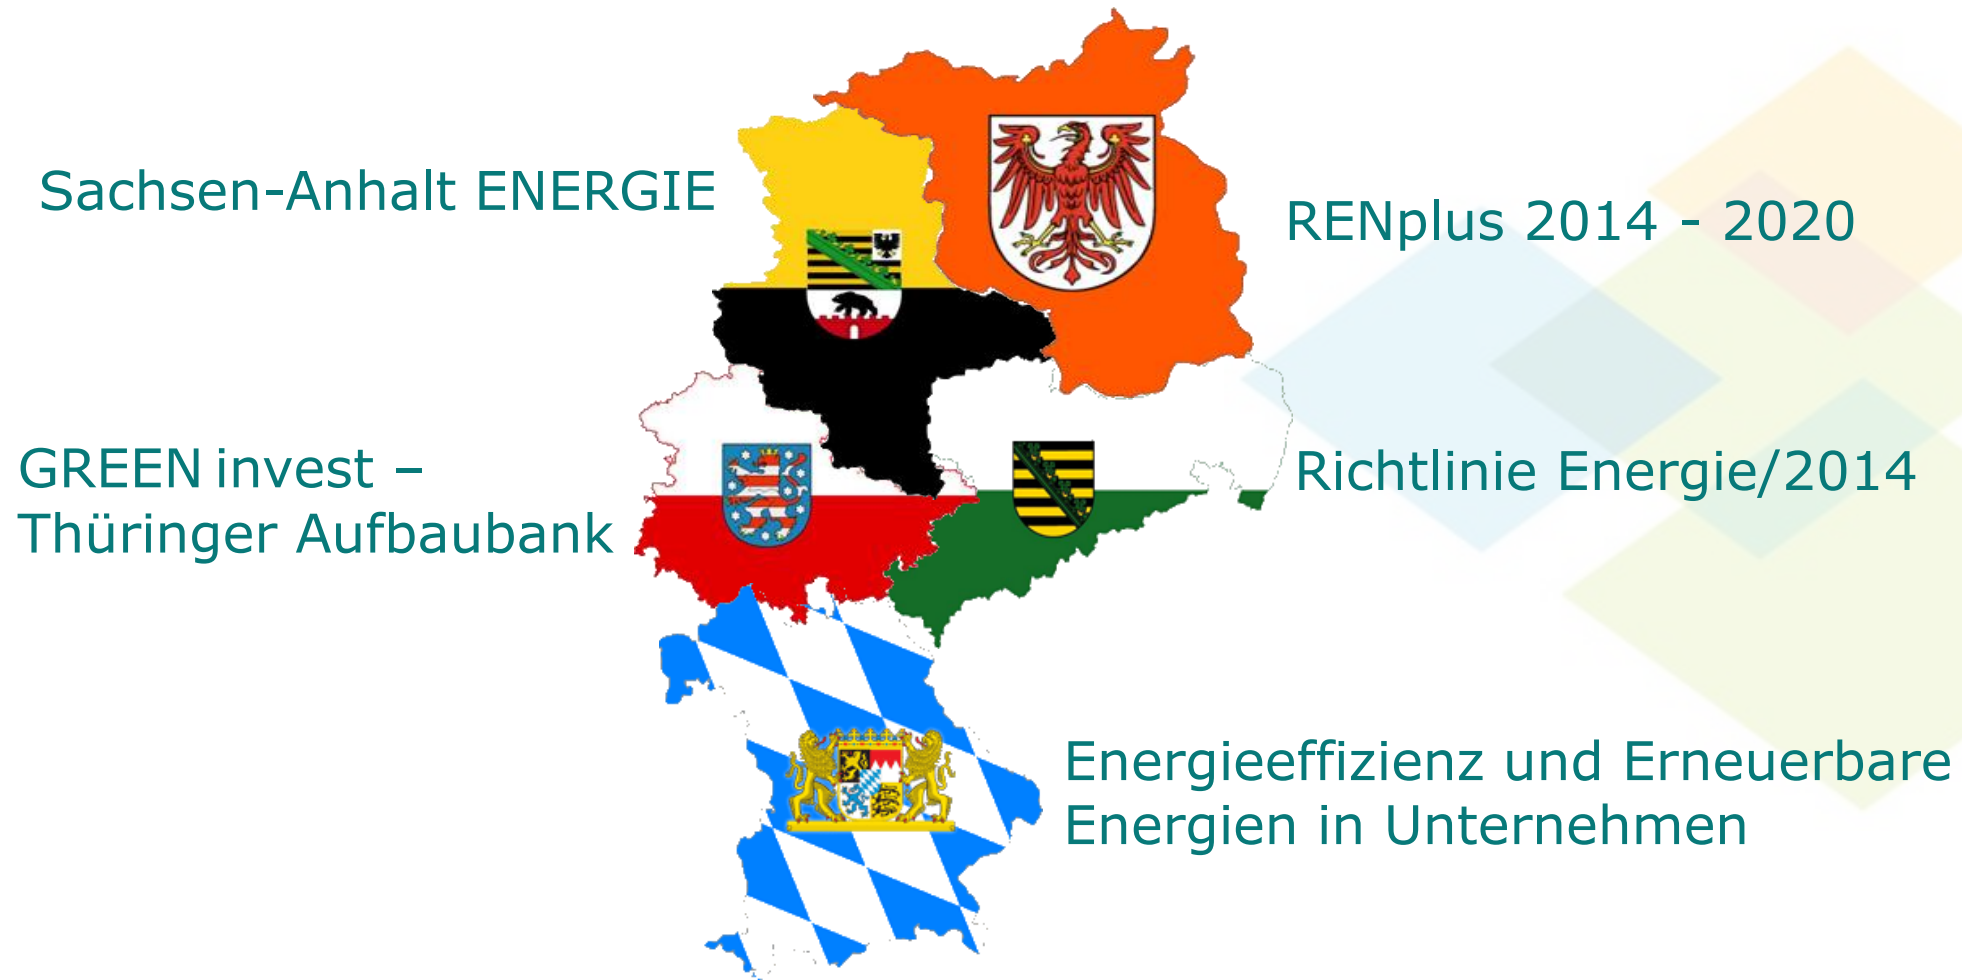 Sachsen-Anhalt ENERGIE
RENplus 2014 - 2020
GREEN invest –
Thüringer Aufbaubank
Richtlinie Energie/2014
Energieeffizienz und Erneuerbare
Energien in Unternehmen